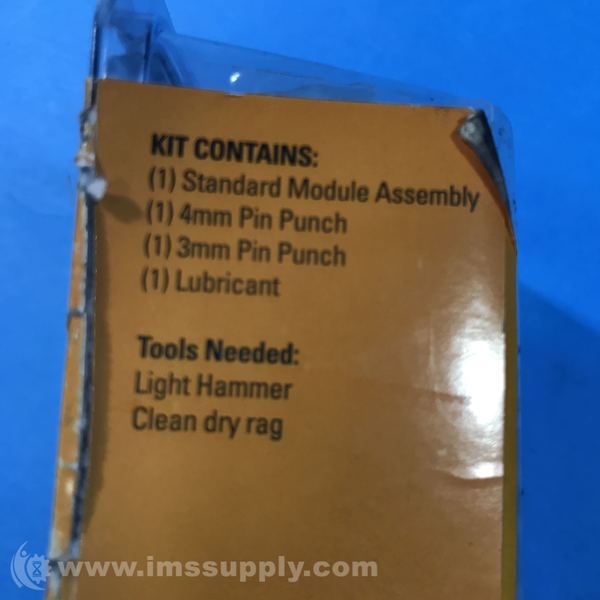 KIT CONTAINS:
(1) Standard Module Assembly
(1) 4mm Pin Punch
(1) 3mm Pin Punch
(1) Lubricant
Tools Needed:
Light Hammer
Clean dry rag
www.imssupply.com